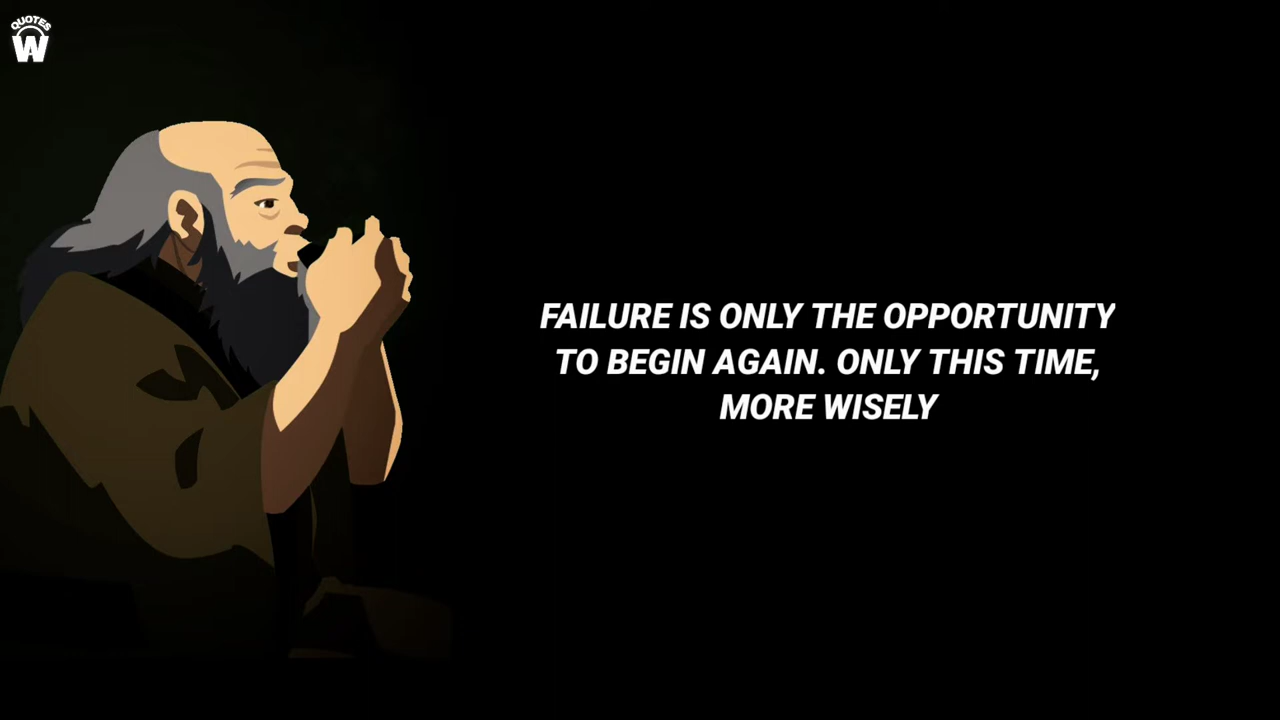 QUOTES
W
FAILURE IS ONLY THE OPPORTUNITY
TO BEGIN AGAIN. ONLY THIS TIME,
MORE WISELY